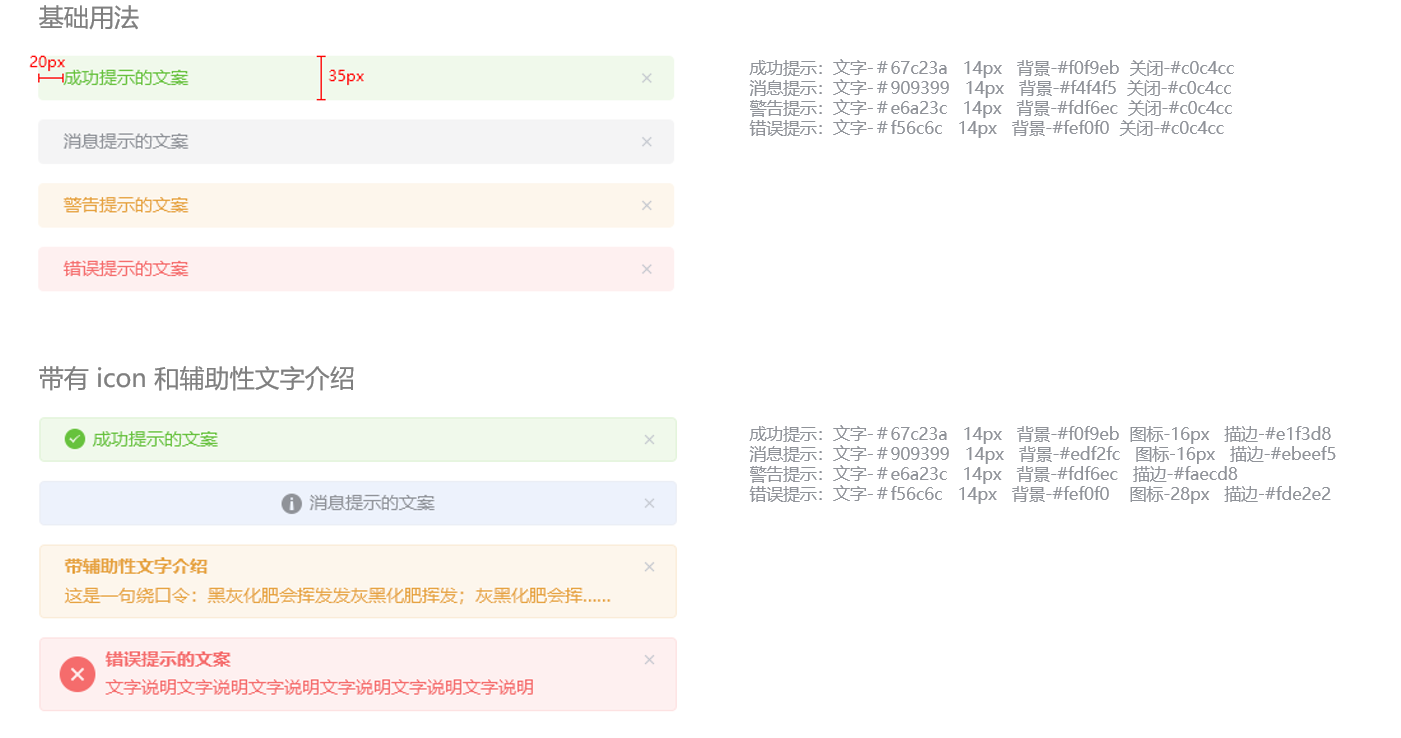 基础用法
20px
成功提示的文案
35px
成功提示：文字-＃67c23a 14px 背景-#f0f9eb 关闭-#c0c4cc
消息提示：文字-＃909399 14px 背景-#f4f4f5 关闭-#c0c4cc
警告提示：文字-＃e6a23c 14px 背景-#fdf6ec 关闭-#c0c4cc
错误提示：文字-＃f56c6c 14px 背景-#fef0f0 关闭-#c0c4cc
消息提示的文案
警告提示的文案
错误提示的文案
带有 icon 和辅助性文字介绍
成功提示的文案
成功提示：文字-＃67c23a 14px 背景-#f0f9eb 图标-16px 描边-#e1f3d8
消息提示：文字-＃909399 14px 背景-#edf2fc 图标-16px 描边-#ebeef5
警告提示：文字-＃e6a23c 14px 背景-#fdf6ec 描边-#faecd8
错误提示：文字-＃f56c6c 14px 背景-#fef0f0 图标-28px 描边-#fde2e2
消息提示的文案
带辅助性文字介绍
这是一句绕口令：黑灰化肥会挥发发灰黑化肥挥发；灰黑化肥会挥......
错误提示的文案
文字说明文字说明文字说明文字说明文字说明文字说明